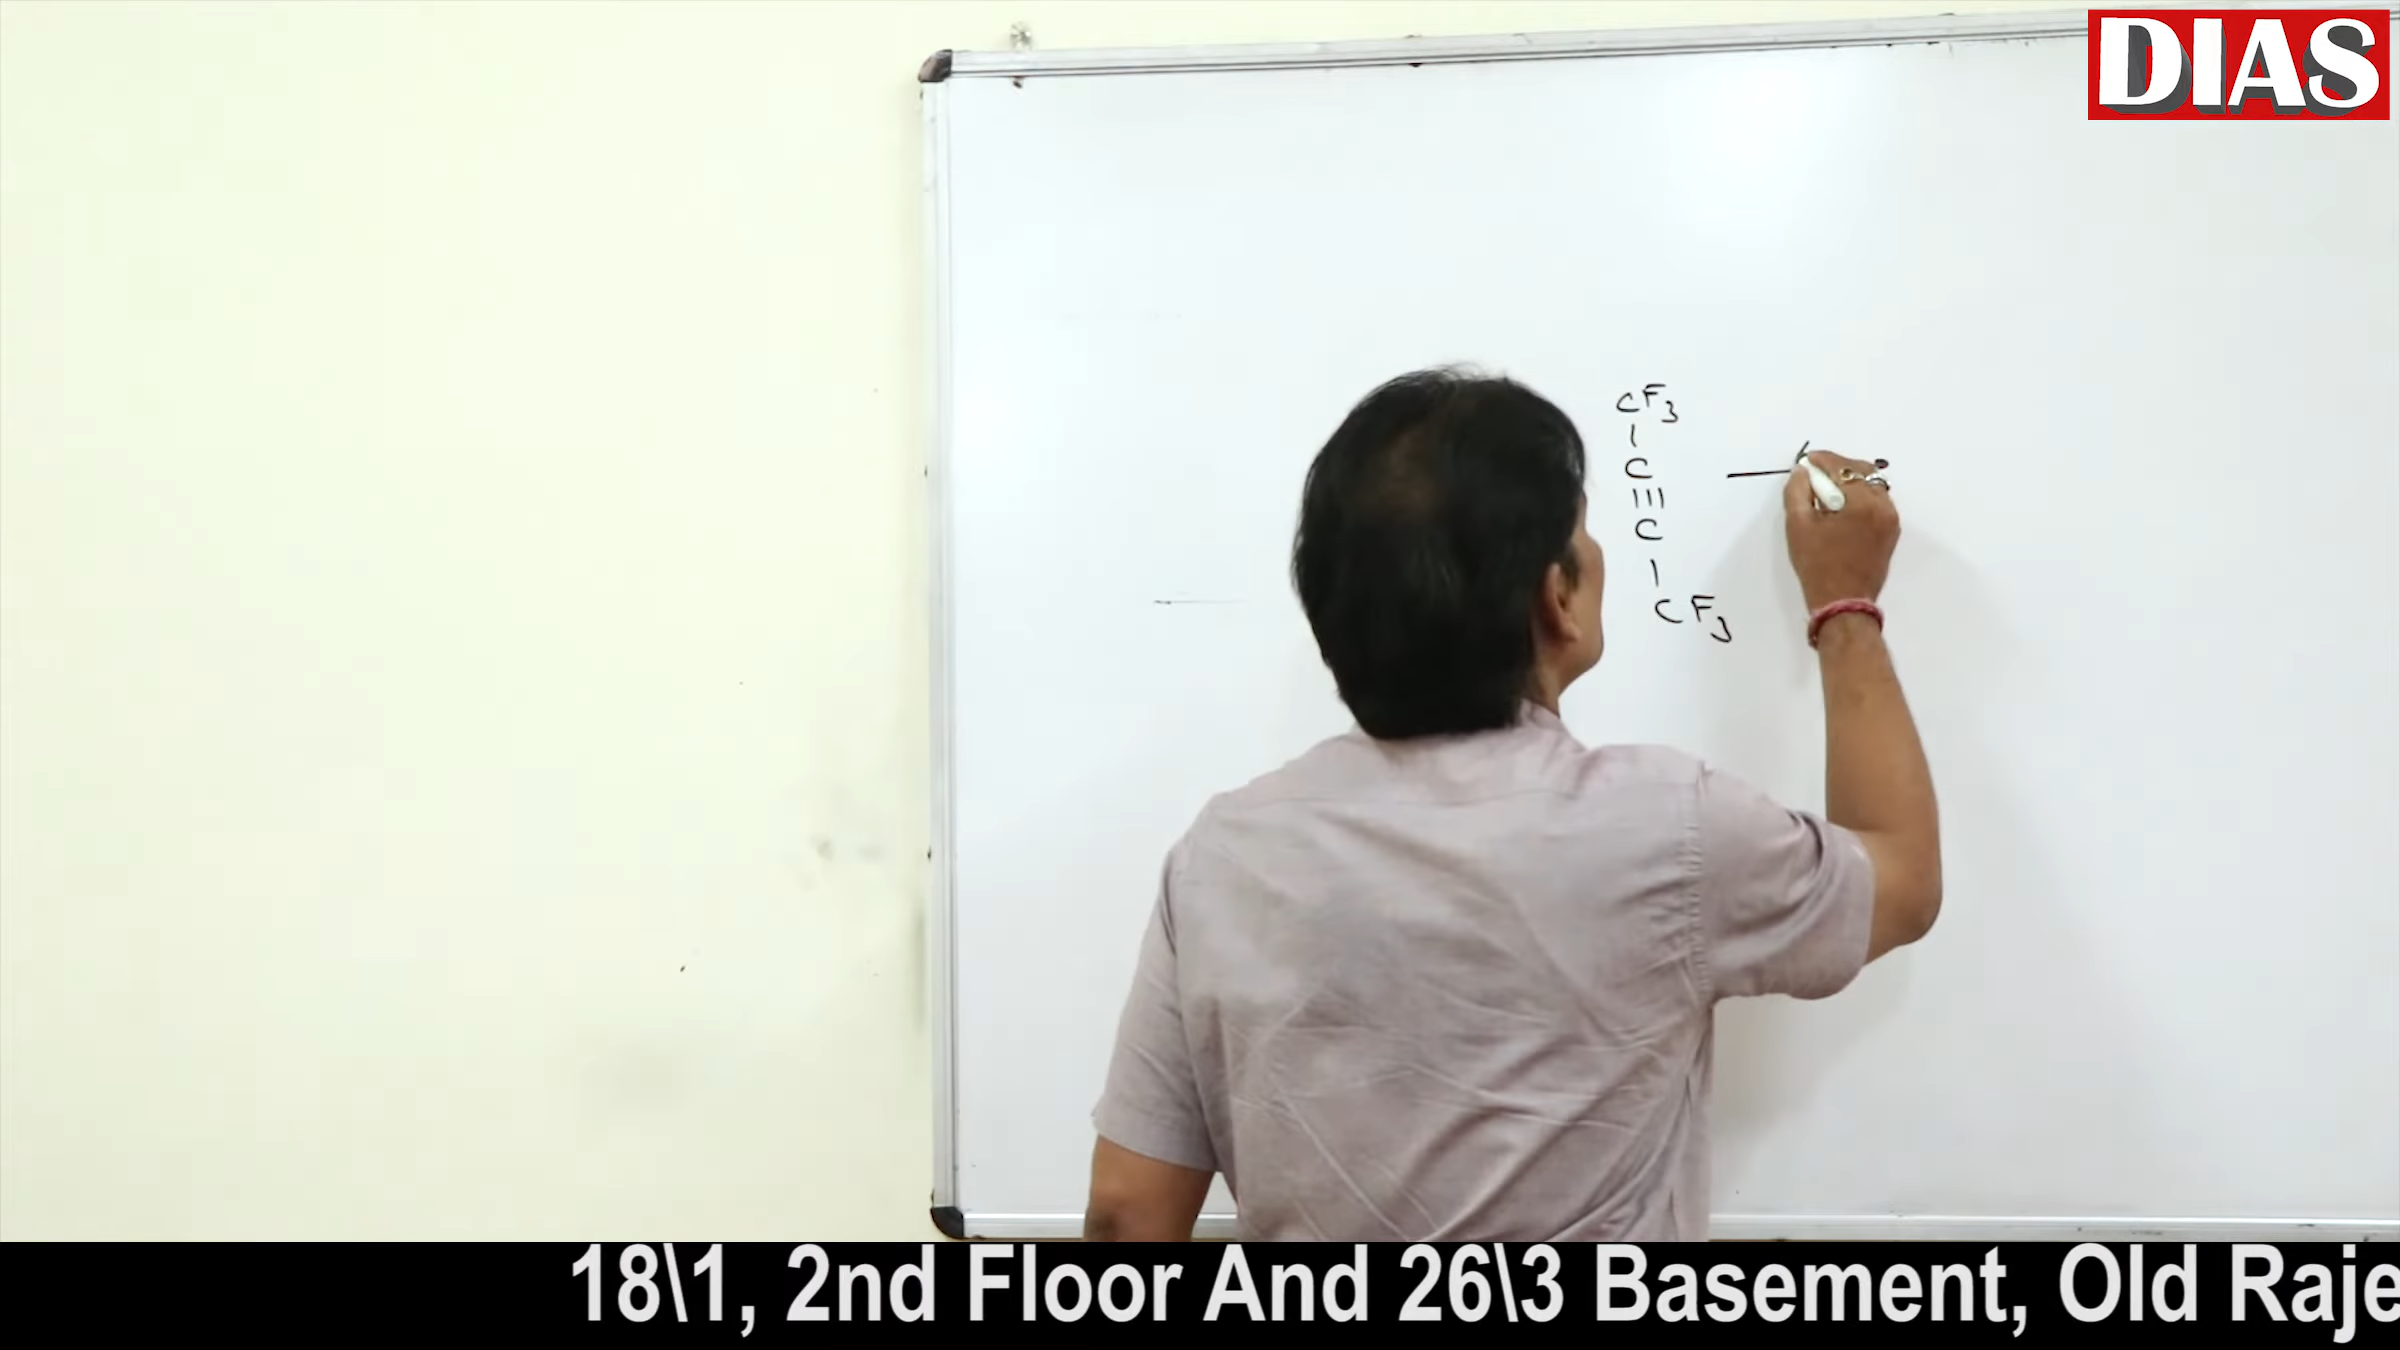 DIAS
CF3
|
C
|||
C
|
CF3
18\1, 2nd Floor And 26\3 Basement, Old Raje